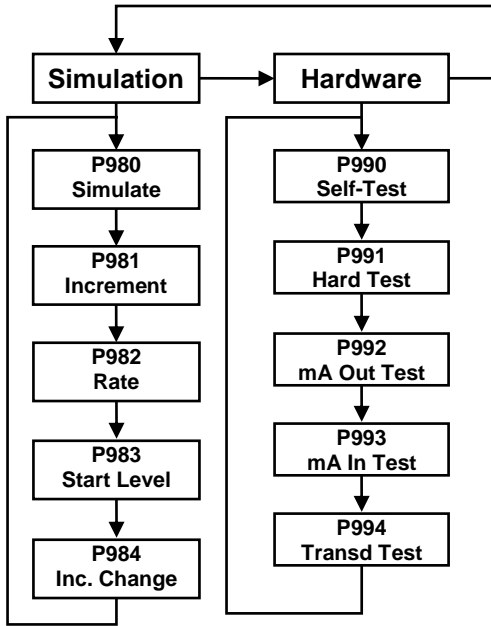 Simulation
Hardware
P980
Simulate
P981
Increment
P982
Rate
P983
Start Level
P984
Inc. Change
P990
Self-Test
P991
Hard Test
P992
mA Out Test
P993
mA In Test
P994
Transd Test